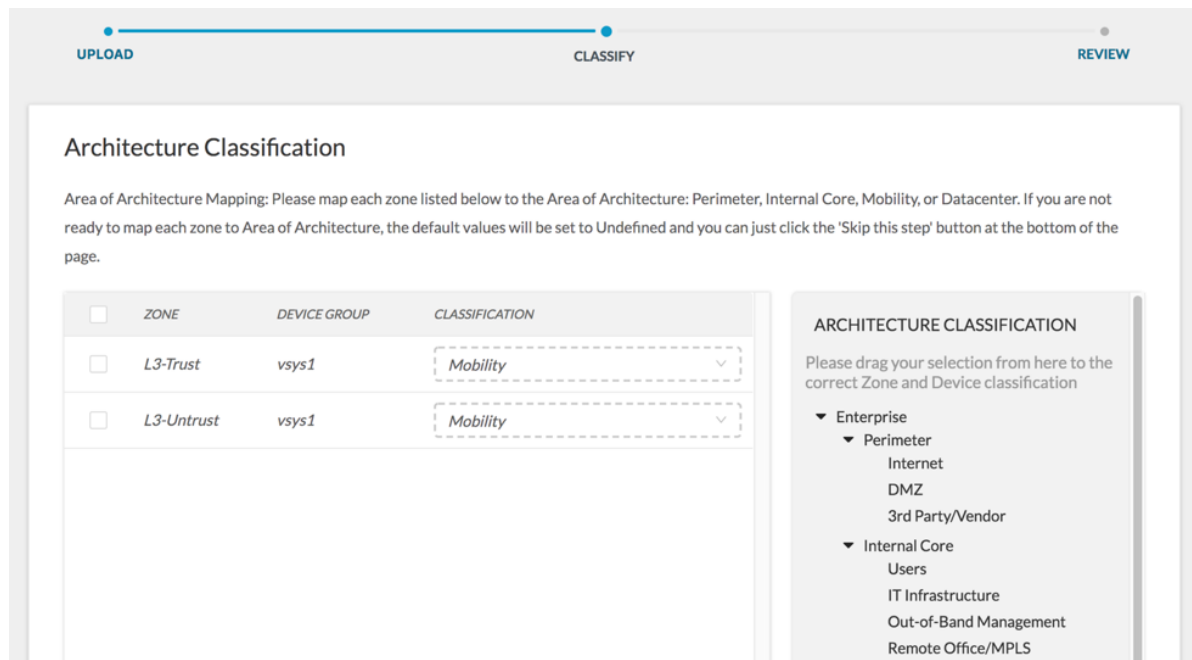 UPLOAD
CLASSIFY
REVIEW
Architecture Classification
Area of Architecture Mapping: Please map each zone listed below to the Area of Architecture: Perimeter, Internal Core, Mobility, or Datacenter. If you are not
ready to map each zone to Area of Architecture, the default values will be set to Undefined and you can just click the 'Skip this step' button at the bottom of the
page.
ZONE DEVICE GROUP CLASSIFICATION
L3-Trust vsys1 Mobility
L3-Untrust vsys1 Mobility
ARCHITECTURE CLASSIFICATION
Please drag your selection from here to the
correct Zone and Device classification
Enterprise
Perimeter
Internet
DMZ
3rd Party/Vendor
Internal Core
Users
IT Infrastructure
Out-of-Band Management
Remote Office/MPLS